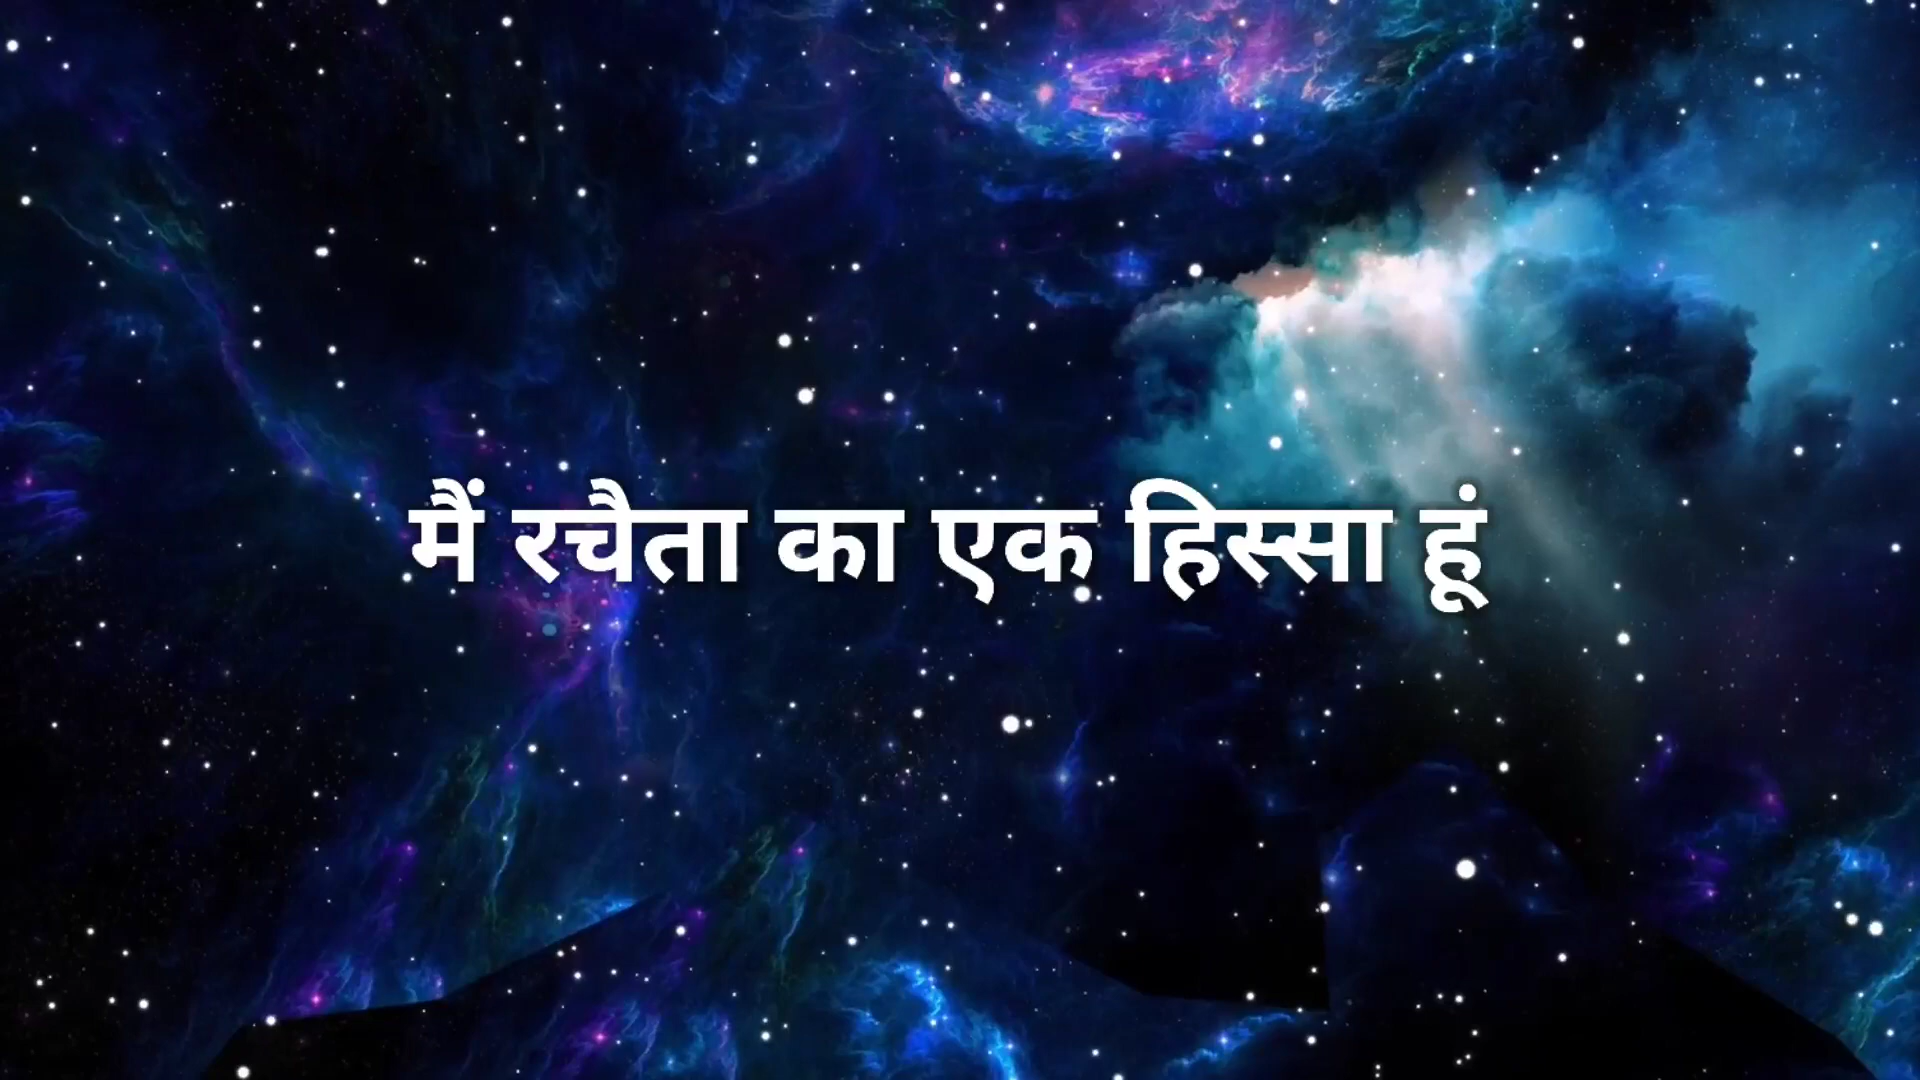 मैं रचैता का एक हिस्सा हूं